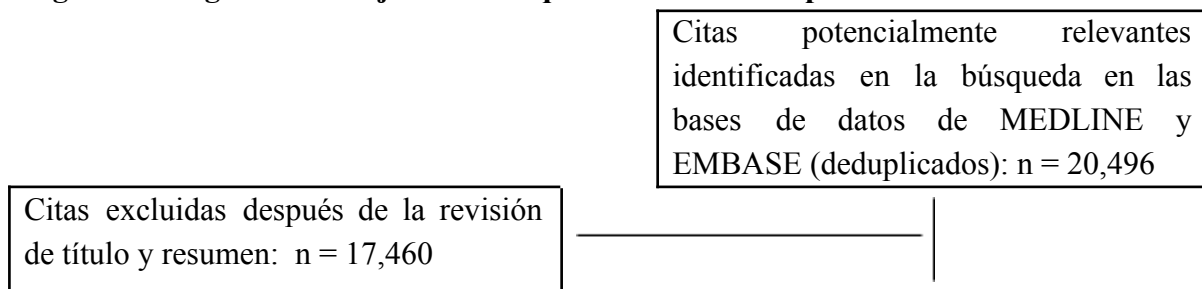 Citas potencialmente relevantes
identificadas en la búsqueda en las
bases de datos de MEDLINE y
EMBASE (deduplicados): n = 20,496
Citas excluidas después de la revisión
de título y resumen: n = 17,460